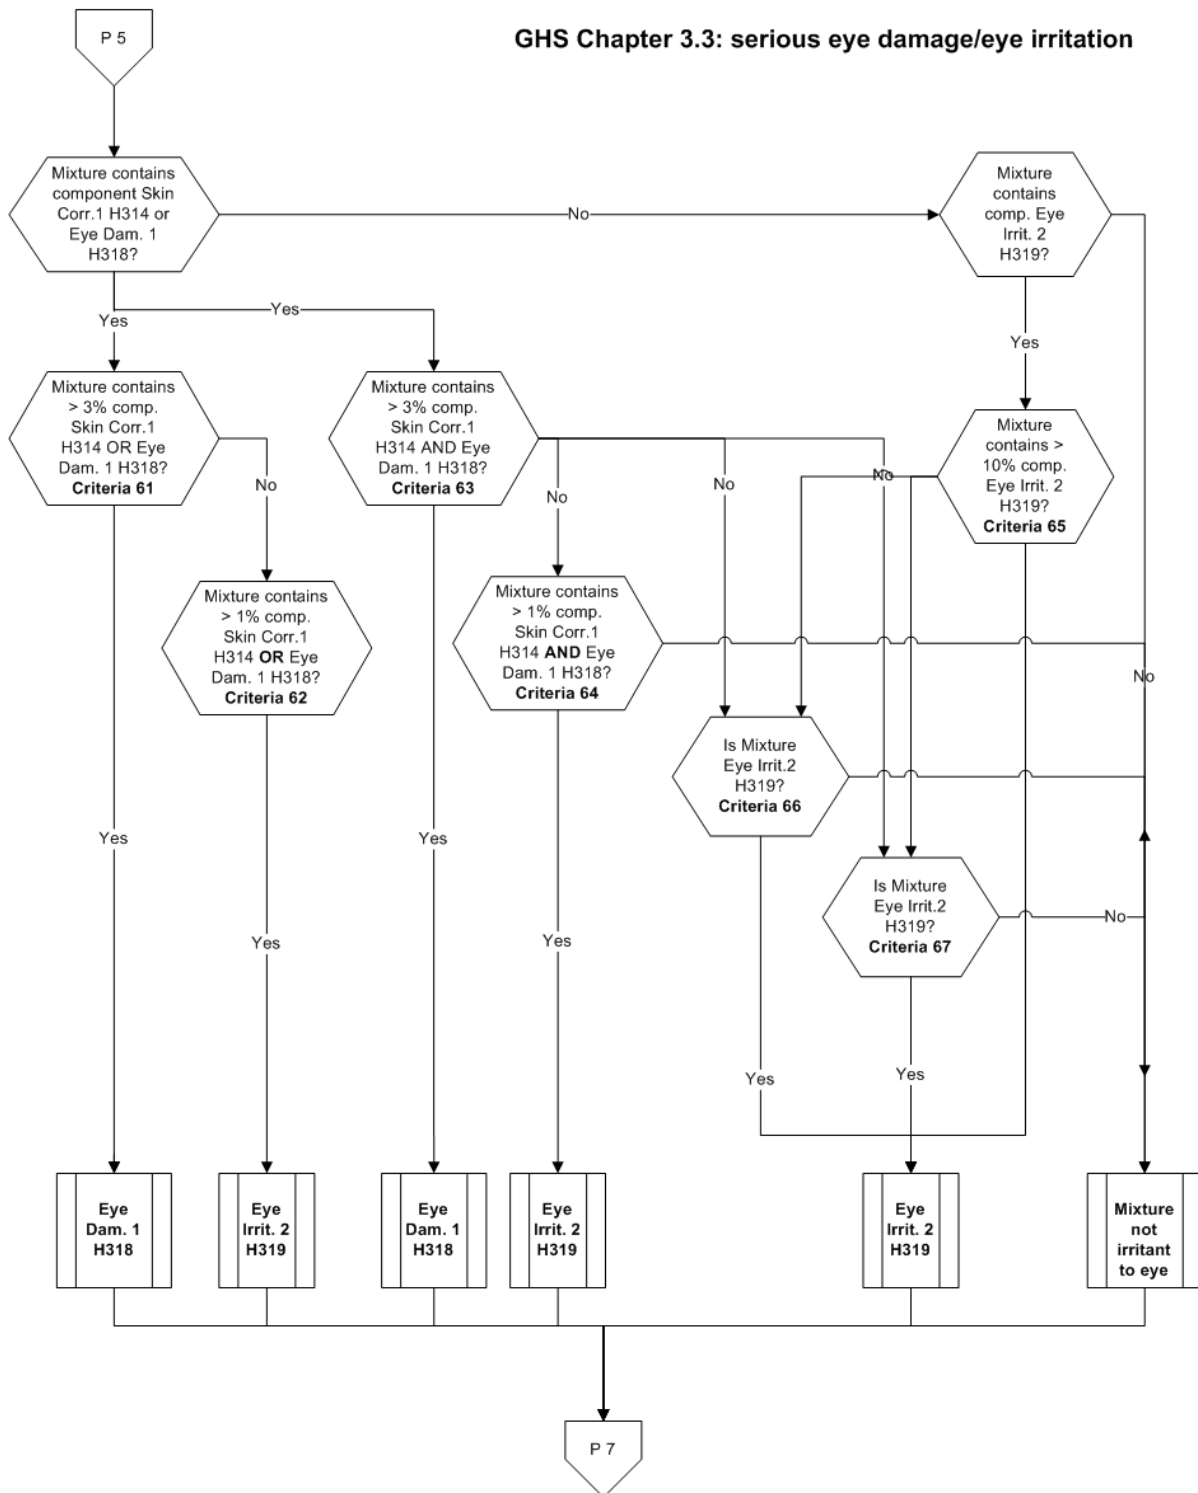 P 5
GHS Chapter 3.3: serious eye damage/eye irritation
Mixture contains
component Skin
Corr.1 H314 or
Eye Dam. 1
H318?
No
Mixture
contains
comp. Eye
Irrit. 2
H319?
Yes
Yes
Yes
Mixture contains
> 3% comp.
Skin Corr.1
H314 OR Eye
Dam. 1 H318?
Criteria 61
Mixture contains
> 3% comp.
Skin Corr.1
H314 AND Eye
Dam. 1 H318?
Criteria 63
Mixture
contains >
10% comp.
Eye Irrit. 2
H319?
Criteria 65
No
No
No
No
Mixture contains
> 1% comp.
Skin Corr.1
H314 OR Eye
Dam. 1 H318?
Criteria 62
Mixture contains
> 1% comp.
Skin Corr.1
H314 AND Eye
Dam. 1 H318?
Criteria 64
No
Is Mixture
Eye Irrit.2
H319?
Criteria 66
Yes
Yes
Is Mixture
Eye Irrit.2
H319?
Criteria 67
No
Yes
Yes
Yes
Yes
Eye
Dam. 1
H318
Eye
Irrit. 2
H319
Eye
Dam. 1
H318
Eye
Irrit. 2
H319
Eye
Irrit. 2
H319
Mixture
not
irritant
to eye
P 7